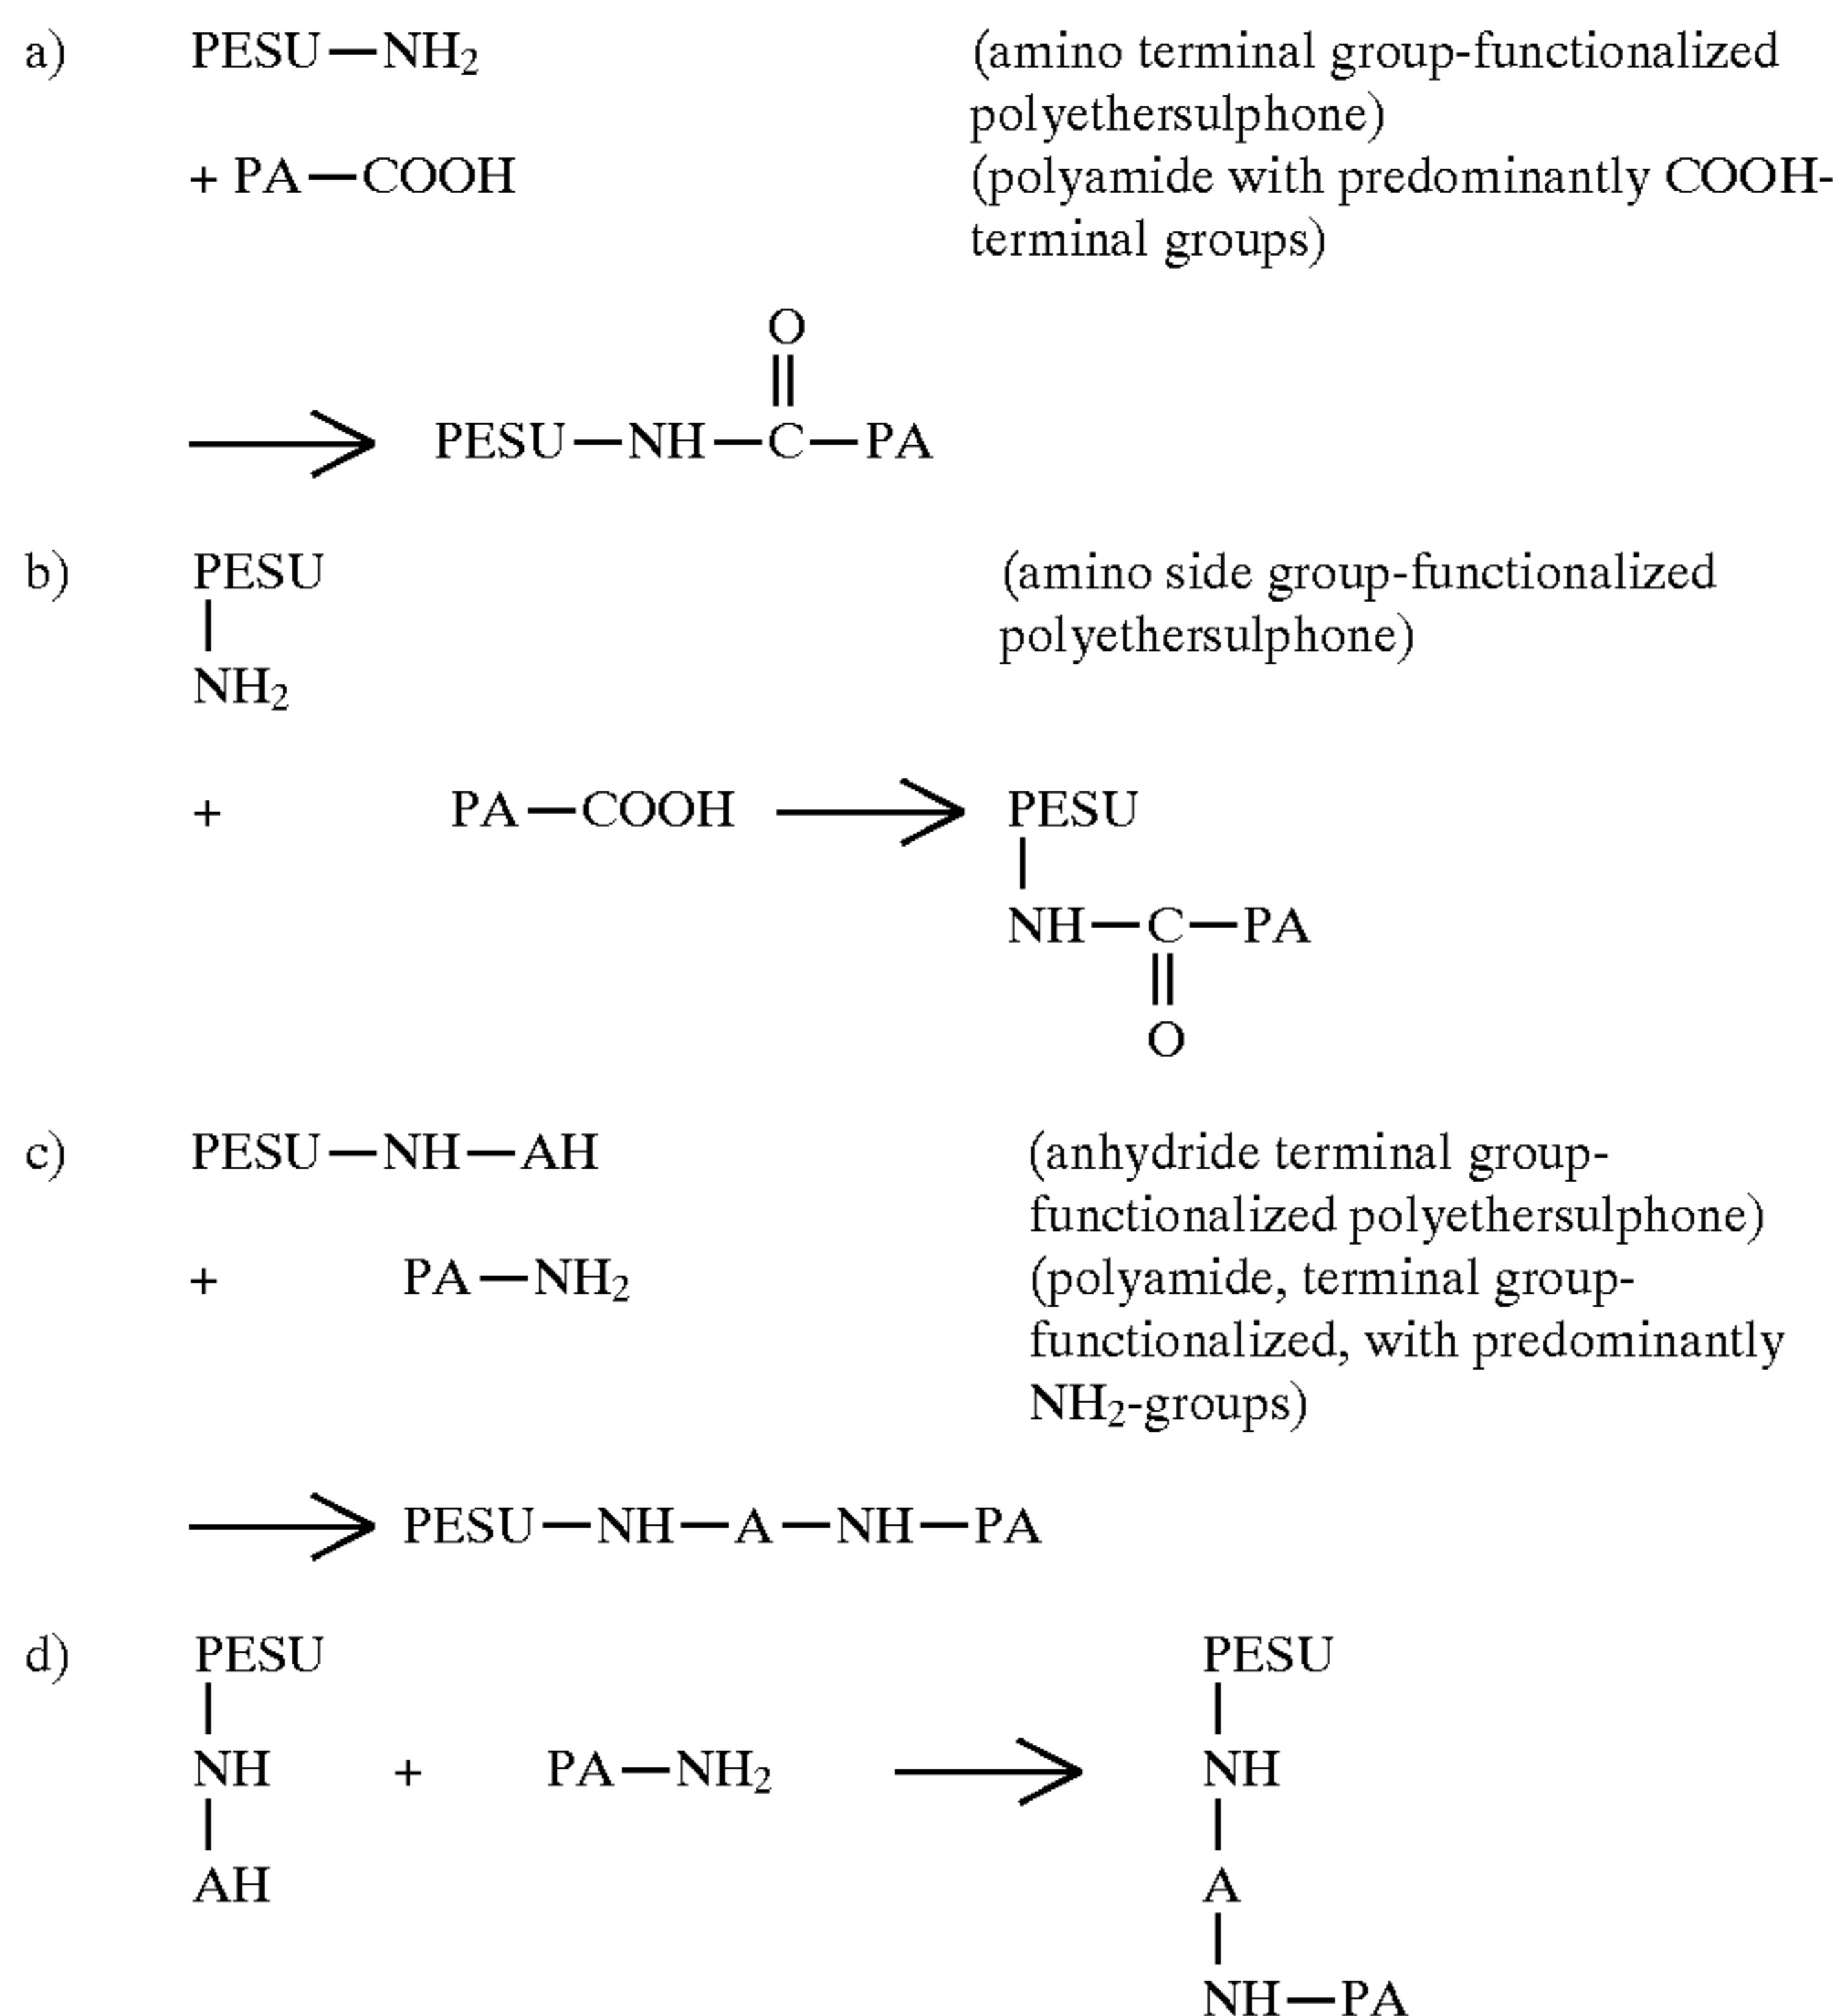 a) PESU—NH₂ (amino terminal group-functionalized
polyethersulphone)
+ PA—COOH (polyamide with predominantly COOH-
terminal groups)
O
PESU—NH—C—PA
b) PESU (amino side group-functionalized
polyethersulphone)
NH₂
+ PA—COOH PESU
NH—C—PA
O
c) PESU—NH—AH (anhydride terminal group-
functionalized polyethersulphone)
+ PA—NH₂ (polyamide, terminal group-
functionalized, with predominantly
NH₂-groups)
PESU—NH—A—NH—PA
d) PESU PESU
NH + PA—NH₂ NH
AH A
NH—PA